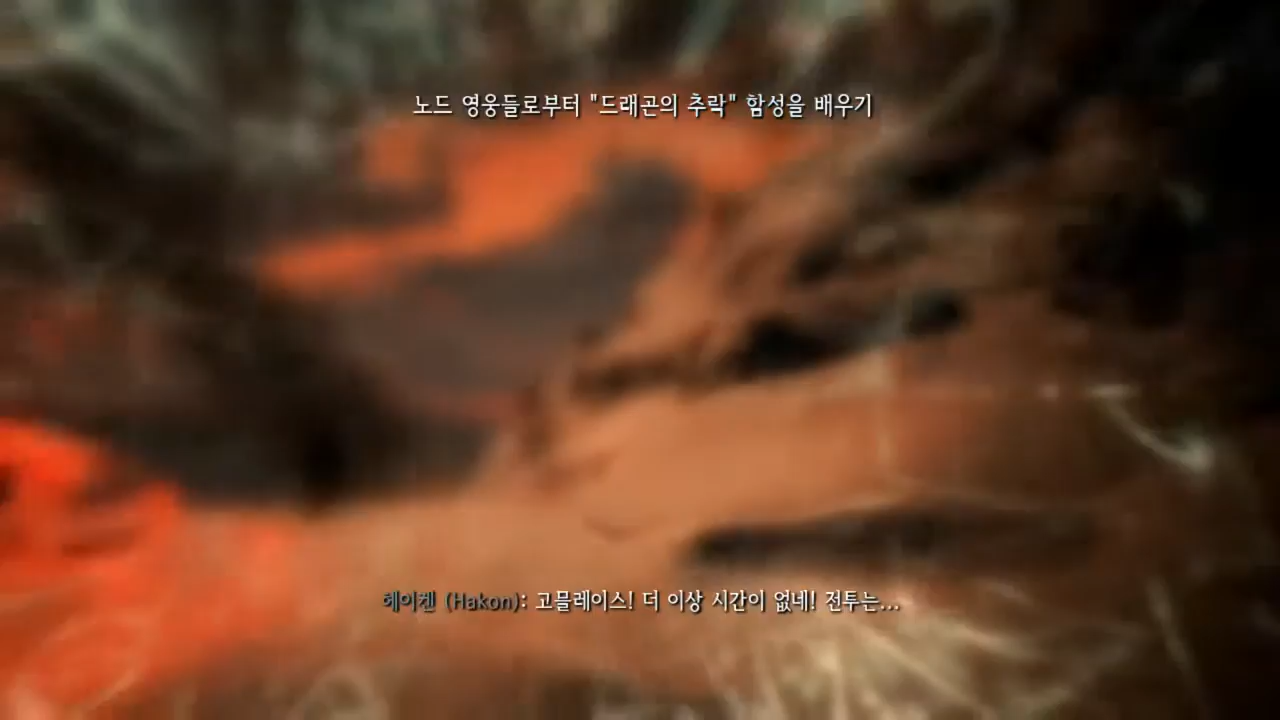 노드 영웅들로부터 "드래곤의 추락" 함성을 배우기
헤이켄 (Hakon): 고믈레이스! 더 이상 시간이 없네! 전투는...